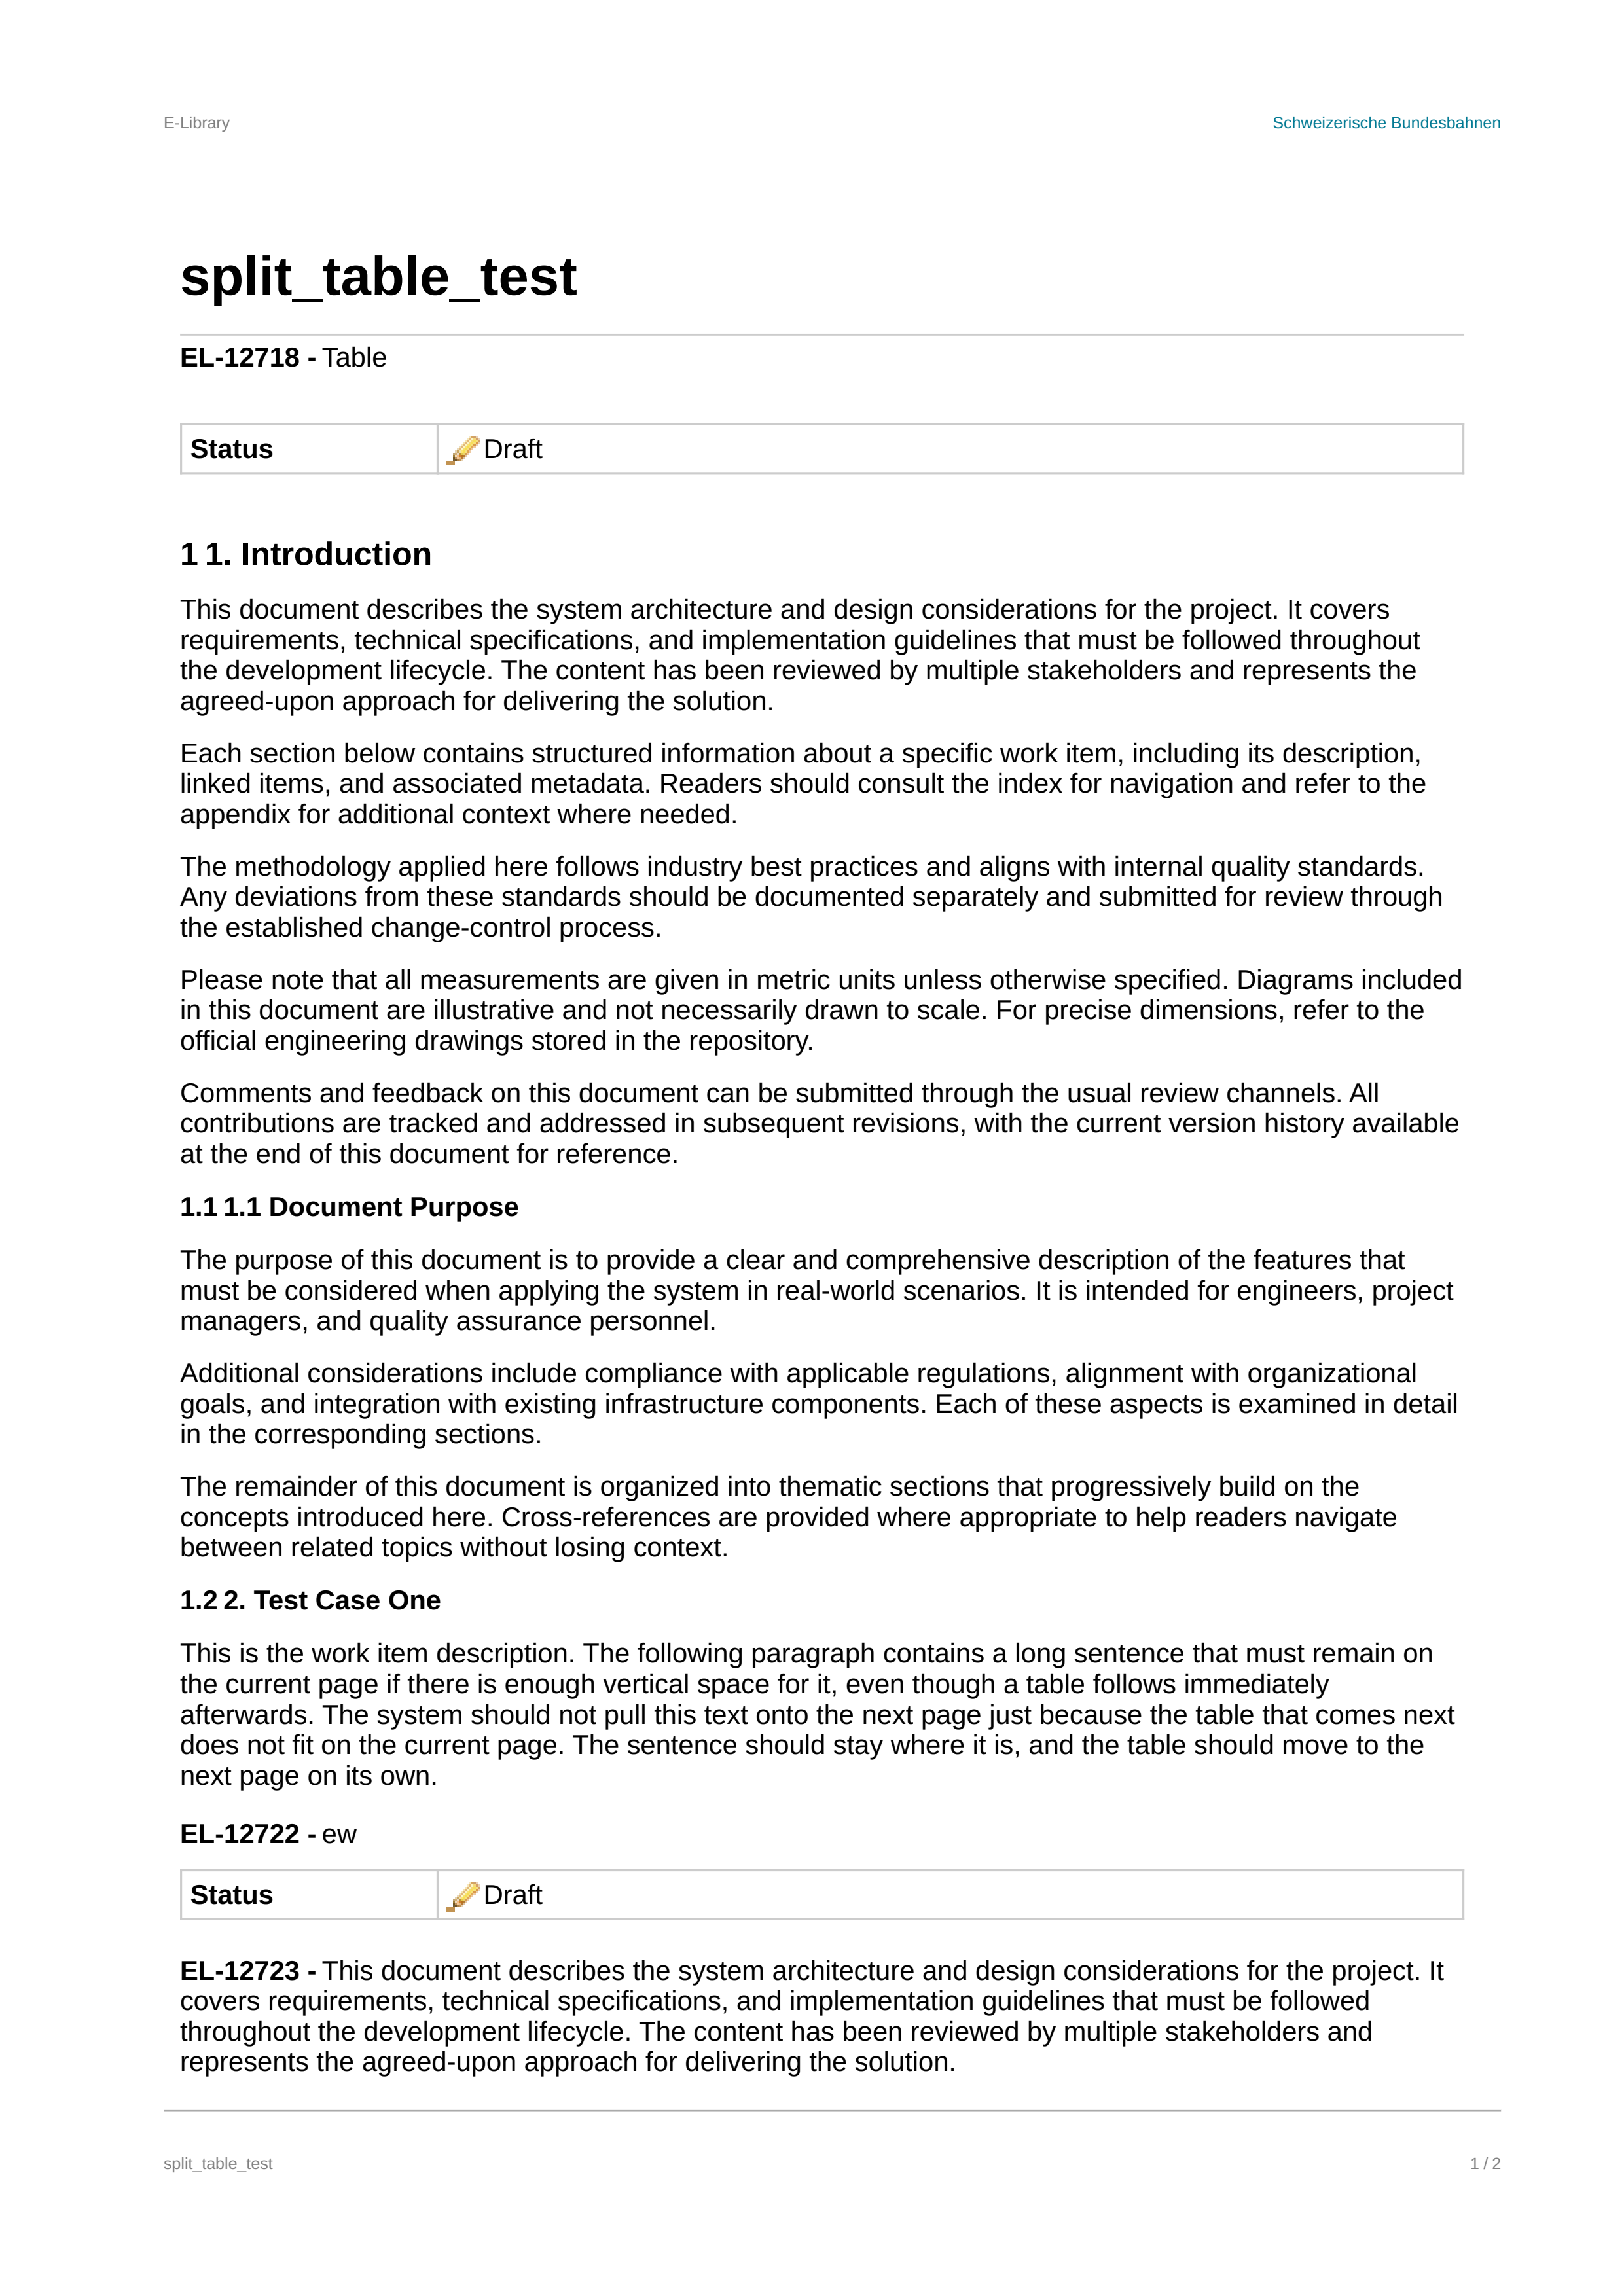 E-Library
Schweizerische Bundesbahnen
split_table_test
EL-12718 - Table
Status
Draft
1 1. Introduction
This document describes the system architecture and design considerations for the project. It covers
requirements, technical specifications, and implementation guidelines that must be followed throughout
the development lifecycle. The content has been reviewed by multiple stakeholders and represents the
agreed-upon approach for delivering the solution.
Each section below contains structured information about a specific work item, including its description,
linked items, and associated metadata. Readers should consult the index for navigation and refer to the
appendix for additional context where needed.
The methodology applied here follows industry best practices and aligns with internal quality standards.
Any deviations from these standards should be documented separately and submitted for review through
the established change-control process.
Please note that all measurements are given in metric units unless otherwise specified. Diagrams included
in this document are illustrative and not necessarily drawn to scale. For precise dimensions, refer to the
official engineering drawings stored in the repository.
Comments and feedback on this document can be submitted through the usual review channels. All
contributions are tracked and addressed in subsequent revisions, with the current version history available
at the end of this document for reference.
1.1 1.1 Document Purpose
The purpose of this document is to provide a clear and comprehensive description of the features that
must be considered when applying the system in real-world scenarios. It is intended for engineers, project
managers, and quality assurance personnel.
Additional considerations include compliance with applicable regulations, alignment with organizational
goals, and integration with existing infrastructure components. Each of these aspects is examined in detail
in the corresponding sections.
The remainder of this document is organized into thematic sections that progressively build on the
concepts introduced here. Cross-references are provided where appropriate to help readers navigate
between related topics without losing context.
1.2 2. Test Case One
This is the work item description. The following paragraph contains a long sentence that must remain on
the current page if there is enough vertical space for it, even though a table follows immediately
afterwards. The system should not pull this text onto the next page just because the table that comes next
does not fit on the current page. The sentence should stay where it is, and the table should move to the
next page on its own.
EL-12722 - ew
Status
Draft
EL-12723 - This document describes the system architecture and design considerations for the project. It
covers requirements, technical specifications, and implementation guidelines that must be followed
throughout the development lifecycle. The content has been reviewed by multiple stakeholders and
represents the agreed-upon approach for delivering the solution.
split_table_test
1 / 2